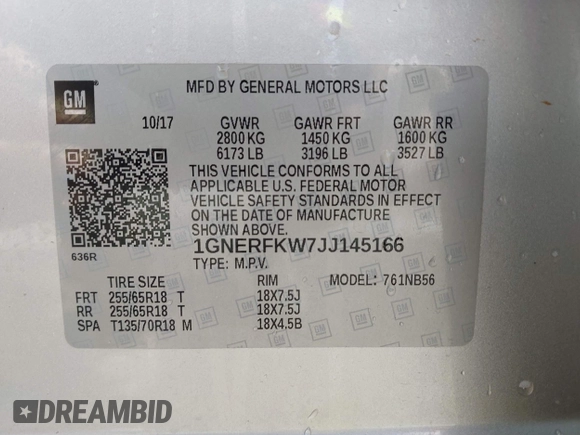 GM
MFD BY GENERAL MOTORS LLC
10/17 GVWR GAWR FRT GAWR RR
2800 KG 1450 KG 1600 KG
6173 LB 3196 LB 3527 LB
THIS VEHICLE CONFORMS TO ALL
APPLICABLE U.S. FEDERAL MOTOR
VEHICLE SAFETY STANDARDS IN EFFECT
ON THE DATE OF MANUFACTURE
SHOWN ABOVE.
636R
1GNERFKW7JJ145166
TYPE: M.P.V. MODEL: 761NB56
TIRE SIZE RIM
FRT 255/65R18 T 18X7.5J
RR 255/65R18 T 18X7.5J
SPA T135/70R18 M 18X4.5B
DREAMBID